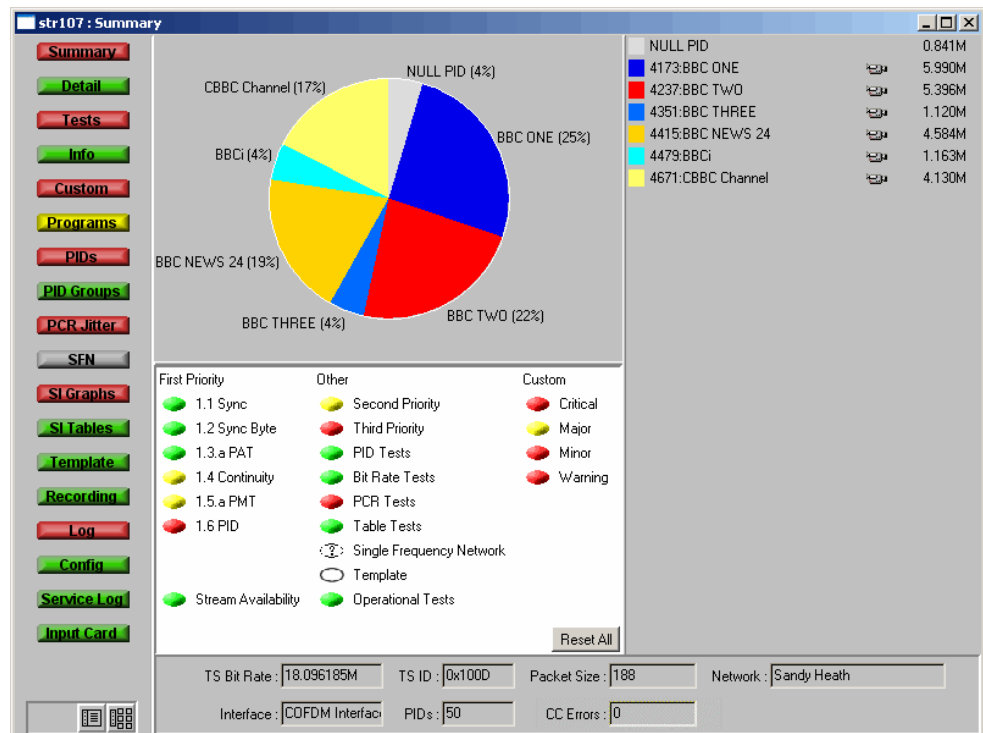 str107 : Summary
Summary
Detail
Tests
Info
Custom
Programs
PIDs
PID Groups
PCR Jitter
SFN
SI Graphs
SI Tables
Template
Recording
Log
Config
Service Log
Input Card
NULL PID (4%)
CBBC Channel (17%)
BBC ONE (25%)
BBCi (4%)
BBC NEWS 24 (19%)
BBC TWO (22%)
BBC THREE (4%)
NULL PID 0.841M
4173:BBC ONE 5.990M
4237:BBC TWO 5.396M
4351:BBC THREE 1.120M
4415:BBC NEWS 24 4.584M
4479:BBCi 1.163M
4671:CBBC Channel 4.130M
First Priority Other Custom
1.1 Sync Second Priority Critical
1.2 Sync Byte Third Priority Major
1.3.a PAT PID Tests Minor
1.4 Continuity Bit Rate Tests Warning
1.5.a PMT PCR Tests
1.6 PID Table Tests
? Single Frequency Network
Template
Stream Availability Operational Tests
Reset All
TS Bit Rate : 18.096185M TS ID : 0x100D Packet Size : 188 Network : Sandy Heath
Interface : COFDM Interfac PIDs : 50 CC Errors : 0